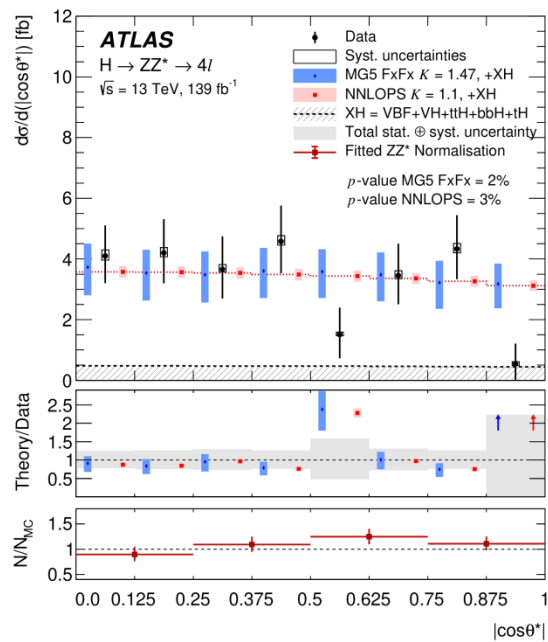 dσ/d(|cosθ*|) [fb]
12
10
8
6
4
2
0
ATLAS
H → ZZ* → 4l
√s = 13 TeV, 139 fb⁻¹
Data
Syst. uncertainties
MG5 FxFx K = 1.47, +XH
NNLOPS K = 1.1, +XH
XH = VBF+VH+ttH+bbH+tH
Total stat. ⊕ syst. uncertainty
Fitted ZZ* Normalisation
p-value MG5 FxFx = 2%
p-value NNLOPS = 3%
Theory/Data
2.5
2
1.5
1
0.5
0
N/N_MC
1.5
1
0.5
0.0 0.125 0.25 0.375 0.5 0.625 0.75 0.875 1
|cosθ*|